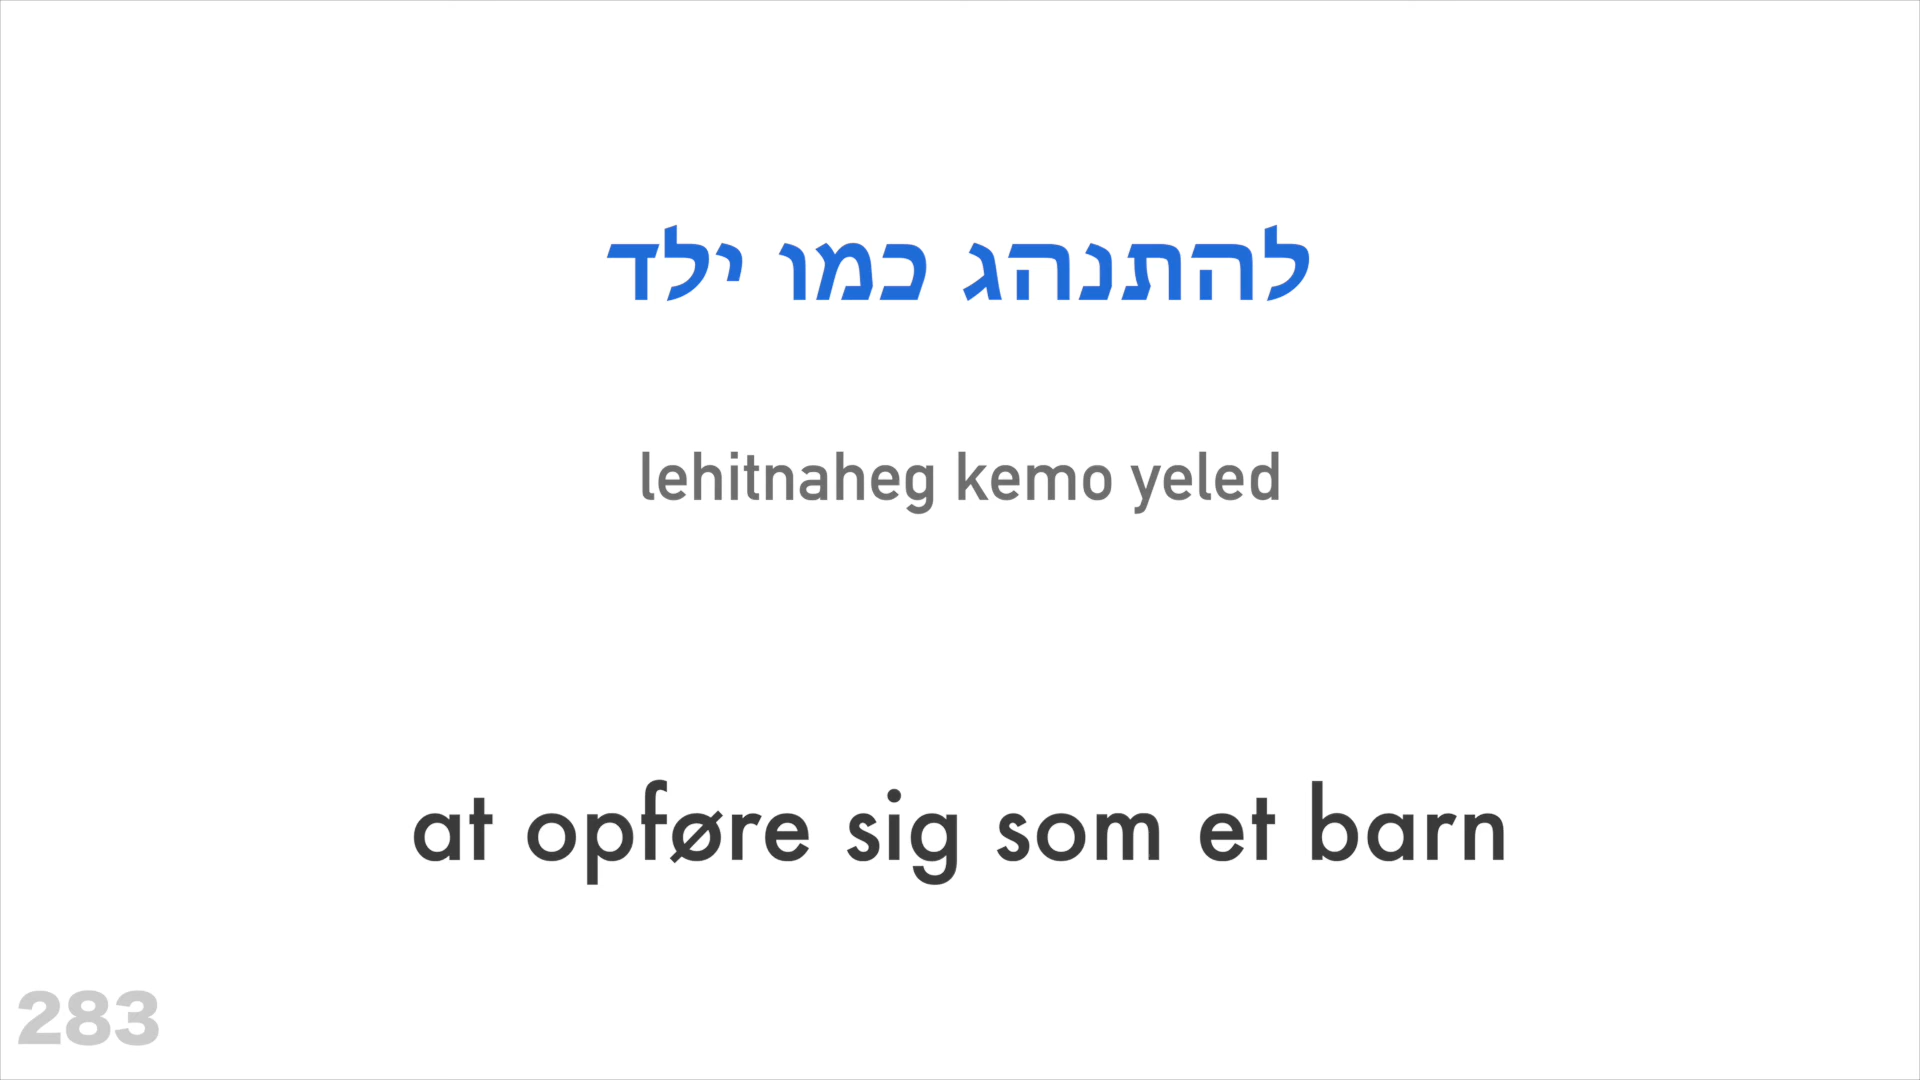 להתנהג כמו ילד
lehitnaheg kemo yeled
at opføre sig som et barn
283